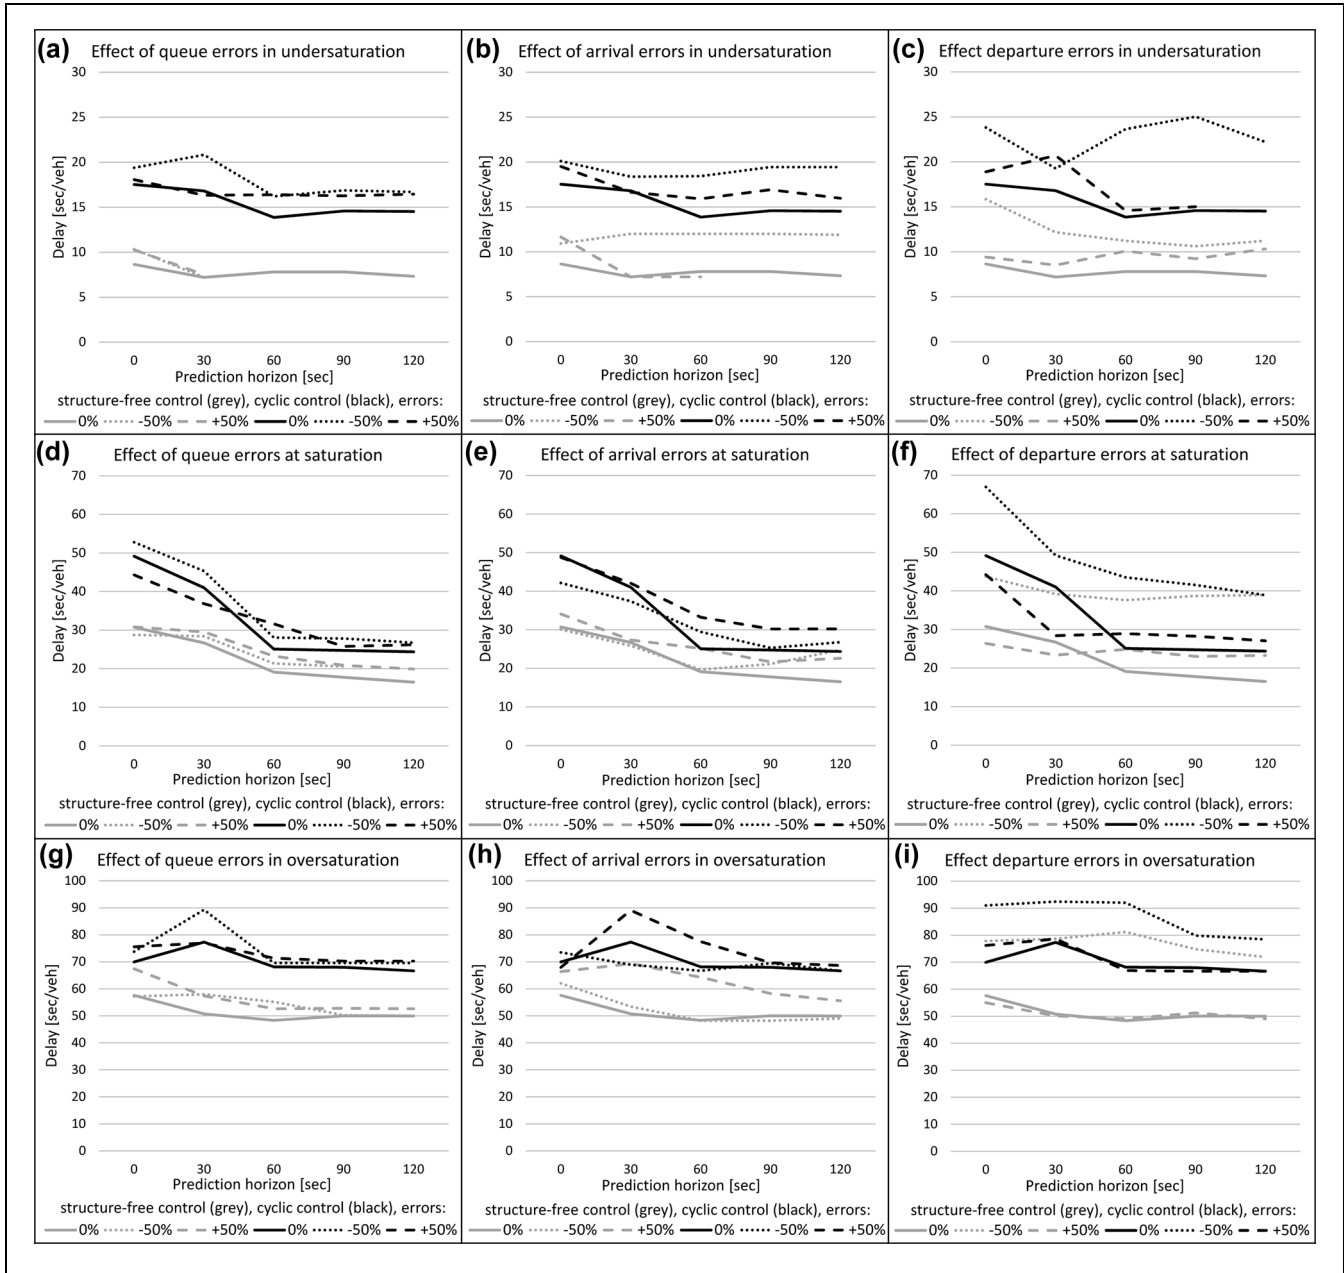 (a) Effect of queue errors in undersaturation
30
25
20
15
10
5
0
Delay [sec/veh]
0 30 60 90 120
Prediction horizon [sec]
structure-free control (grey), cyclic control (black), errors:
0% -50% +50% 0% -50% +50%
(b) Effect of arrival errors in undersaturation
30
25
20
15
10
5
0
Delay [sec/veh]
0 30 60 90 120
Prediction horizon [sec]
structure-free control (grey), cyclic control (black), errors:
0% -50% +50% 0% -50% +50%
(c) Effect departure errors in undersaturation
30
25
20
15
10
5
0
Delay [sec/veh]
0 30 60 90 120
Prediction horizon [sec]
structure-free control (grey), cyclic control (black), errors:
0% -50% +50% 0% -50% +50%
(d) Effect of queue errors at saturation
70
60
50
40
30
20
10
0
Delay [sec/veh]
0 30 60 90 120
Prediction horizon [sec]
structure-free control (grey), cyclic control (black), errors:
0% -50% +50% 0% -50% +50%
(e) Effect of arrival errors at saturation
70
60
50
40
30
20
10
0
Delay [sec/veh]
0 30 60 90 120
Prediction horizon [sec]
structure-free control (grey), cyclic control (black), errors:
0% -50% +50% 0% -50% +50%
(f) Effect of departure errors at saturation
70
60
50
40
30
20
10
0
Delay [sec/veh]
0 30 60 90 120
Prediction horizon [sec]
structure-free control (grey), cyclic control (black), errors:
0% -50% +50% 0% -50% +50%
(g) Effect of queue errors in oversaturation
100
90
80
70
60
50
40
30
20
10
0
Delay [sec/veh]
0 30 60 90 120
Prediction horizon [sec]
structure-free control (grey), cyclic control (black), errors:
0% -50% +50% 0% -50% +50%
(h) Effect of arrival errors in oversaturation
100
90
80
70
60
50
40
30
20
10
0
Delay [sec/veh]
0 30 60 90 120
Prediction horizon [sec]
structure-free control (grey), cyclic control (black), errors:
0% -50% +50% 0% -50% +50%
(i) Effect departure errors in oversaturation
100
90
80
70
60
50
40
30
20
10
0
Delay [sec/veh]
0 30 60 90 120
Prediction horizon [sec]
structure-free control (grey), cyclic control (black), errors:
0% -50% +50% 0% -50% +50%